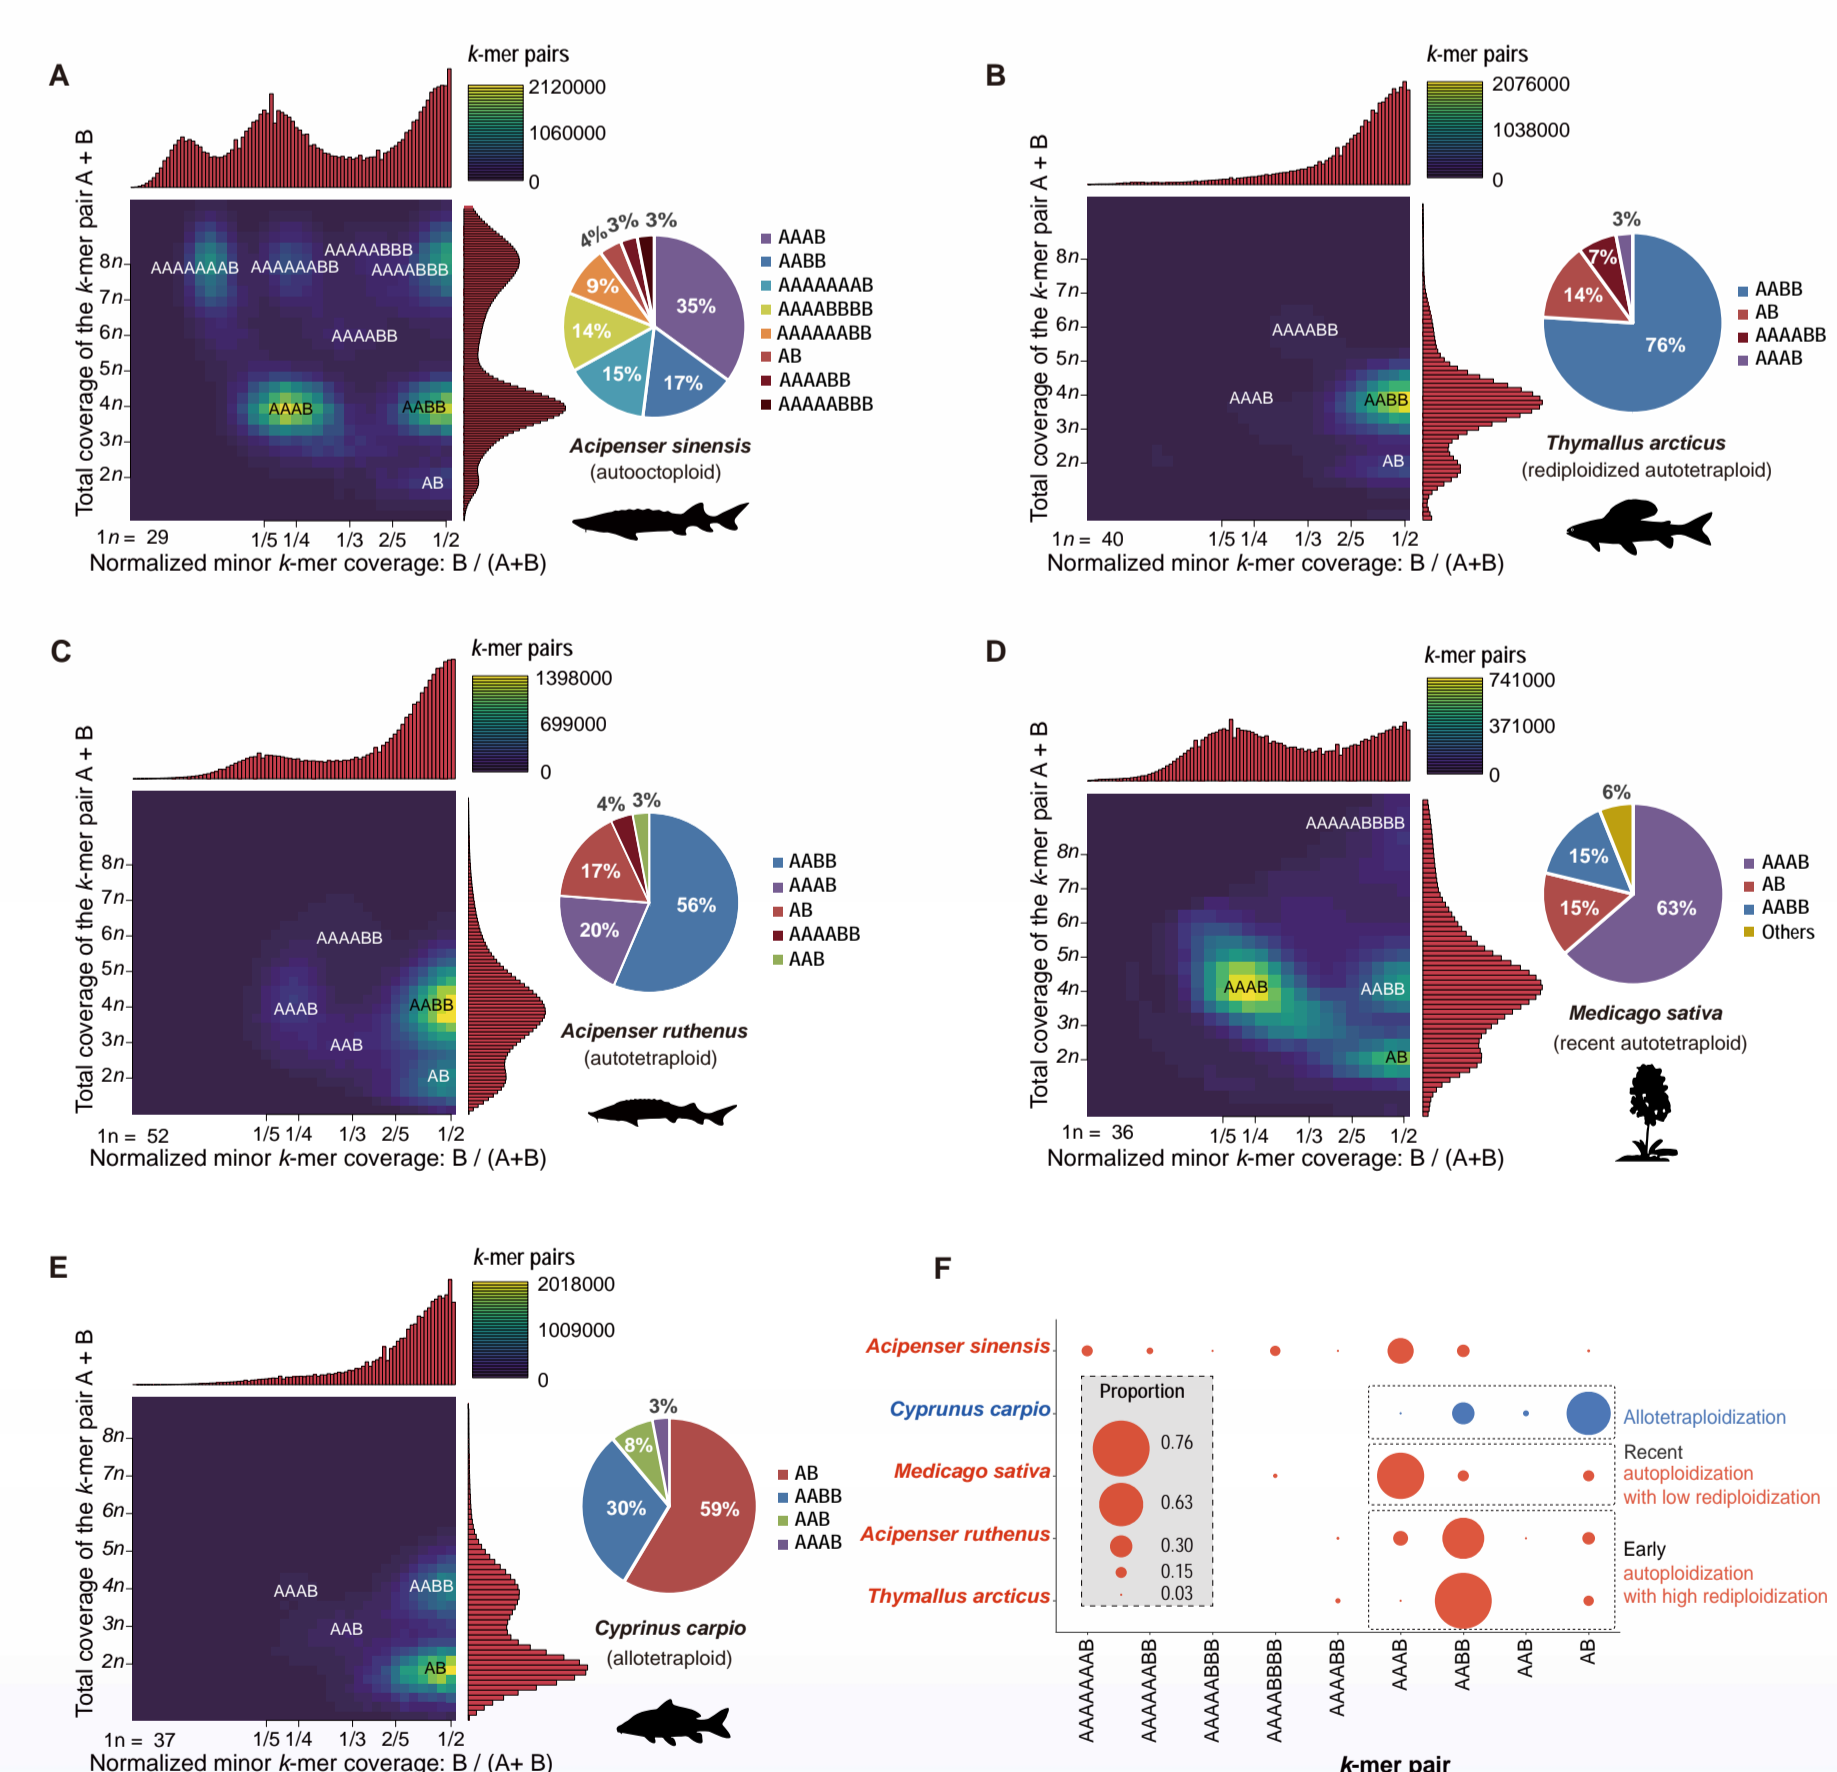 A
k-mer pairs
2120000
1060000
0
Total coverage of the k-mer pair A + B
8n
7n
6n
5n
4n
3n
2n
AAAAAAAB
AAAAAABB
AAAAABBB
AAAABBB
AAAABB
AAAB
AABB
AB
1n = 29
1/5 1/4 1/3 2/5 1/2
Normalized minor k-mer coverage: B / (A+B)
35%
17%
15%
14%
9%
4%
3%
3%
AAAB
AABB
AAAAAAAB
AAAABBBB
AAAAAABB
AB
AAAABB
AAAAABBB
Acipenser sinensis
(autooctoploid)
B
k-mer pairs
2076000
1038000
0
Total coverage of the k-mer pair A + B
8n
7n
6n
5n
4n
3n
2n
AAAABB
AAAB
AABB
AB
1n = 40
1/5 1/4 1/3 2/5 1/2
Normalized minor k-mer coverage: B / (A+B)
3%
7%
14%
76%
AABB
AB
AAAABB
AAAB
Thymallus arcticus
(rediploidized autotetraploid)
C
k-mer pairs
1398000
699000
0
Total coverage of the k-mer pair A + B
8n
7n
6n
5n
4n
3n
2n
AAAABB
AAAB
AABB
AAB
AB
1n = 52
1/5 1/4 1/3 2/5 1/2
Normalized minor k-mer coverage: B / (A+B)
4%
3%
17%
56%
20%
AABB
AAAB
AB
AAAABB
AAB
Acipenser ruthenus
(autotetraploid)
D
k-mer pairs
741000
371000
0
Total coverage of the k-mer pair A + B
8n
7n
6n
5n
4n
3n
2n
AAAAABBBB
AAAB
AABB
AB
1n = 36
1/5 1/4 1/3 2/5 1/2
Normalized minor k-mer coverage: B / (A+B)
6%
15%
15%
63%
AAAB
AB
AABB
Others
Medicago sativa
(recent autotetraploid)
E
k-mer pairs
2018000
1009000
0
Total coverage of the k-mer pair A + B
8n
7n
6n
5n
4n
3n
2n
AAAB
AABB
AAB
AB
1n = 37
1/5 1/4 1/3 2/5 1/2
Normalized minor k-mer coverage: B / (A+ B)
3%
8%
30%
59%
AB
AABB
AAB
AAAB
Cyprinus carpio
(allotetraploid)
F
Acipenser sinensis
Cyprunus carpio
Medicago sativa
Acipenser ruthenus
Thymallus arcticus
Proportion
0.76
0.63
0.30
0.15
0.03
Allotetraploidization
Recent
autoploidization
with low rediploidization
Early
autoploidization
with high rediploidization
AAAAAAAB
AAAAAABB
AAAAABBB
AAAABBBB
AAAABB
AAAB
AABB
AAB
AB
k-mer pair